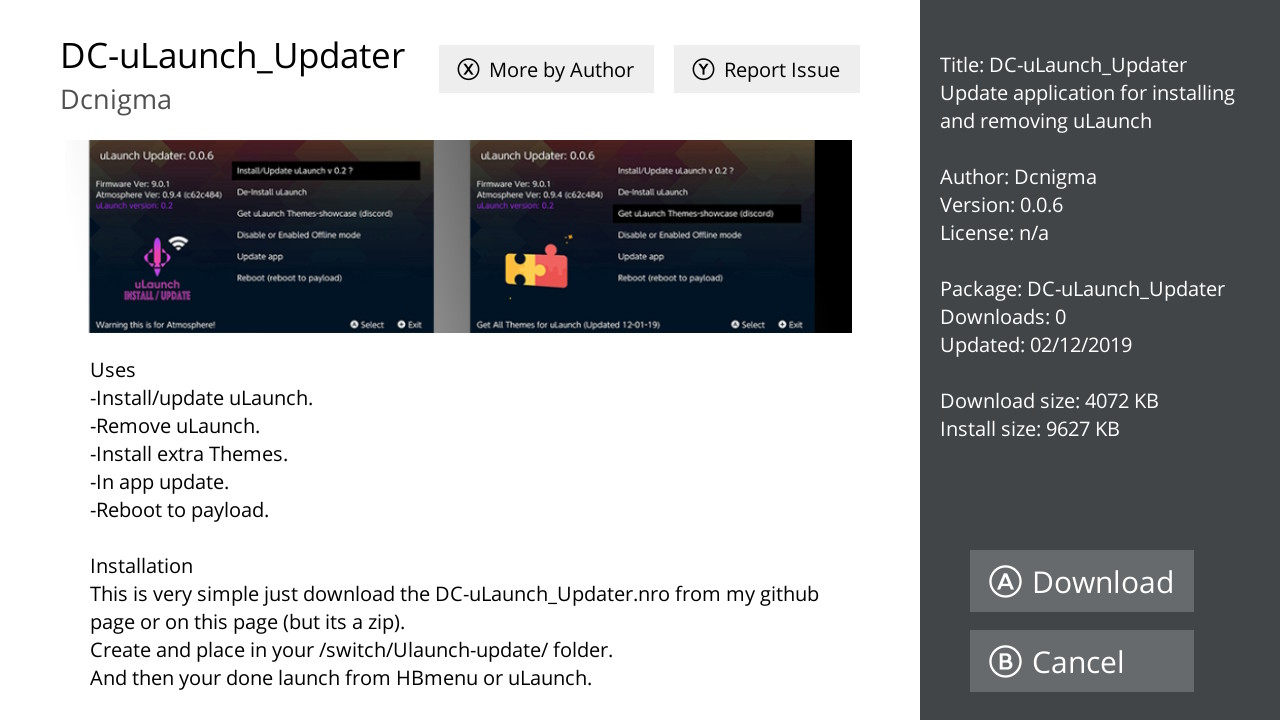 DC-uLaunch_Updater
Dcnigma
X More by Author
Y Report Issue
uLaunch Updater: 0.0.6
Firmware Ver: 9.0.1
Atmosphere Ver: 0.9.4 (c62c484)
uLaunch version: 0.2
uLaunch
INSTALL / UPDATE
Install/Update uLaunch v 0.2 ?
De-Install uLaunch
Get uLaunch Themes-showcase (discord)
Disable or Enabled Offline mode
Update app
Reboot (reboot to payload)
Warning this is for Atmosphere!
A Select
Exit
uLaunch Updater: 0.0.6
Firmware Ver: 9.0.1
Atmosphere Ver: 0.9.4 (c62c484)
uLaunch version: 0.2
Install/Update uLaunch v 0.2 ?
De-Install uLaunch
Get uLaunch Themes-showcase (discord)
Disable or Enabled Offline mode
Update app
Reboot (reboot to payload)
Get All Themes for uLaunch (Updated 12-01-19)
A Select
Exit
Uses
-Install/update uLaunch.
-Remove uLaunch.
-Install extra Themes.
-In app update.
-Reboot to payload.
Installation
This is very simple just download the DC-uLaunch_Updater.nro from my github
page or on this page (but its a zip).
Create and place in your /switch/Ulaunch-update/ folder.
And then your done launch from HBmenu or uLaunch.
Title: DC-uLaunch_Updater
Update application for installing
and removing uLaunch
Author: Dcnigma
Version: 0.0.6
License: n/a
Package: DC-uLaunch_Updater
Downloads: 0
Updated: 02/12/2019
Download size: 4072 KB
Install size: 9627 KB
A Download
B Cancel